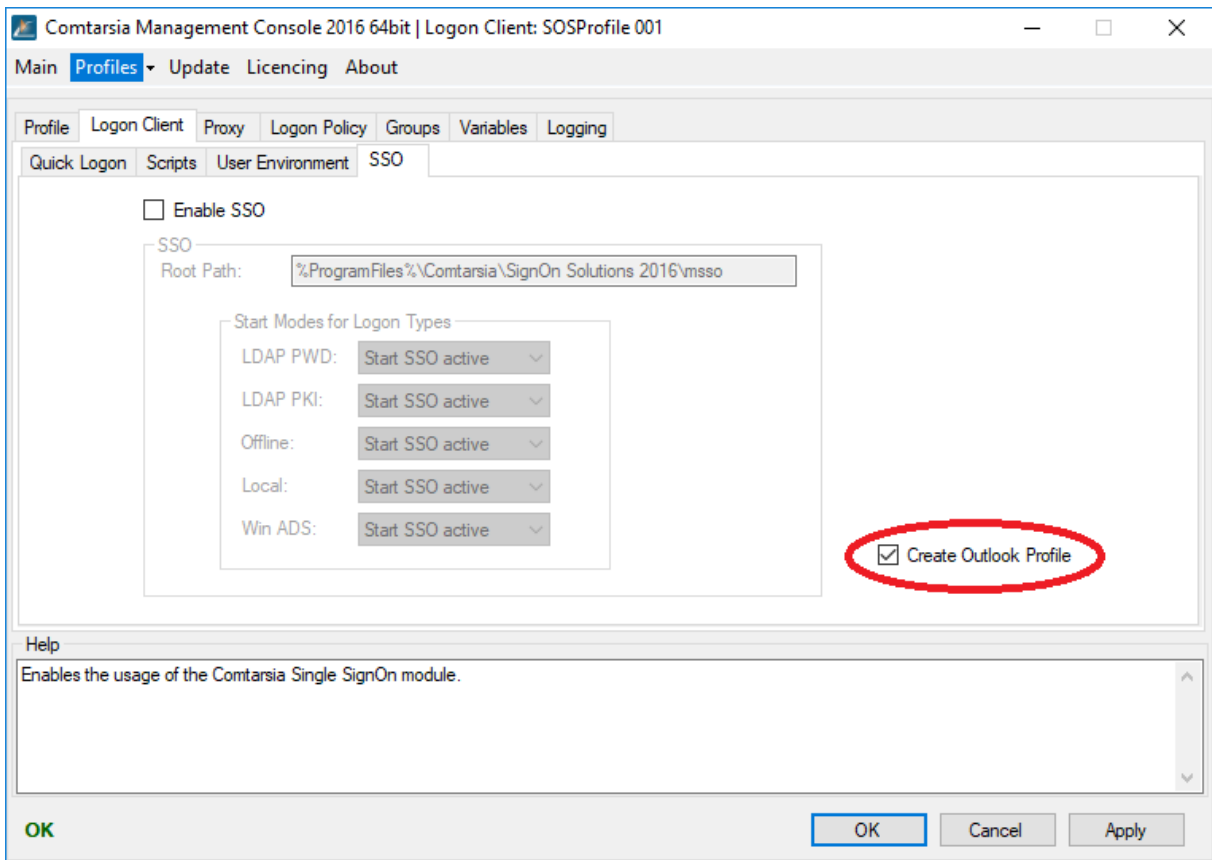 Comtarsia Management Console 2016 64bit | Logon Client: SOSProfile 001
Main Profiles Update Licencing About
Profile Logon Client Proxy Logon Policy Groups Variables Logging
Quick Logon Scripts User Environment SSO
Enable SSO
SSO
Root Path: %ProgramFiles%\Comtarsia\SignOn Solutions 2016\msso
Start Modes for Logon Types
LDAP PWD: Start SSO active
LDAP PKI: Start SSO active
Offline: Start SSO active
Local: Start SSO active
Win ADS: Start SSO active
Create Outlook Profile
Help
Enables the usage of the Comtarsia Single SignOn module.
OK OK Cancel Apply